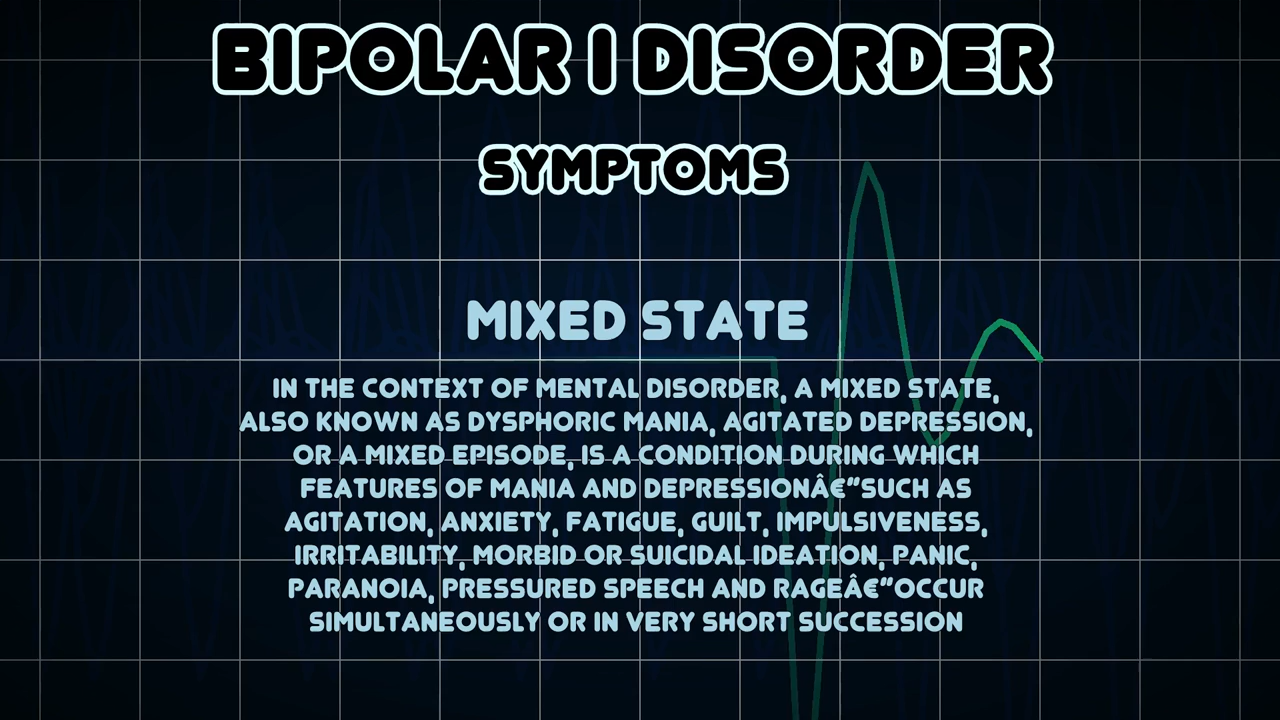 BIPOLAR I DISORDER
SYMPTOMS
MIXED STATE
IN THE CONTEXT OF MENTAL DISORDER, A MIXED STATE,
ALSO KNOWN AS DYSPHORIC MANIA, AGITATED DEPRESSION,
OR A MIXED EPISODE, IS A CONDITION DURING WHICH
FEATURES OF MANIA AND DEPRESSIONÂ€”SUCH AS
AGITATION, ANXIETY, FATIGUE, GUILT, IMPULSIVENESS,
IRRITABILITY, MORBID OR SUICIDAL IDEATION, PANIC,
PARANOIA, PRESSURED SPEECH AND RAGEÂ€”OCCUR
SIMULTANEOUSLY OR IN VERY SHORT SUCCESSION